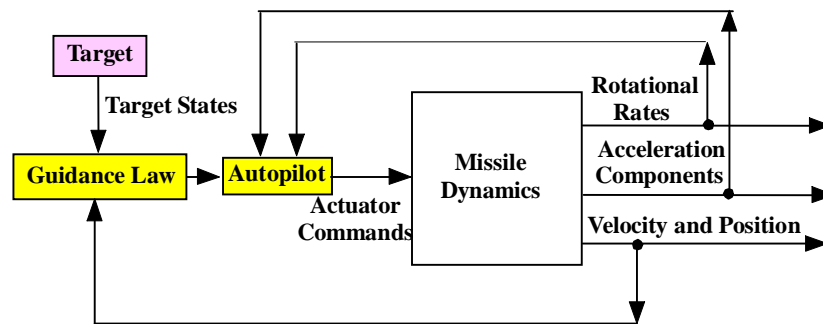 Target
Target States
Guidance Law
Autopilot
Actuator
Commands
Missile
Dynamics
Rotational
Rates
Acceleration
Components
Velocity and Position